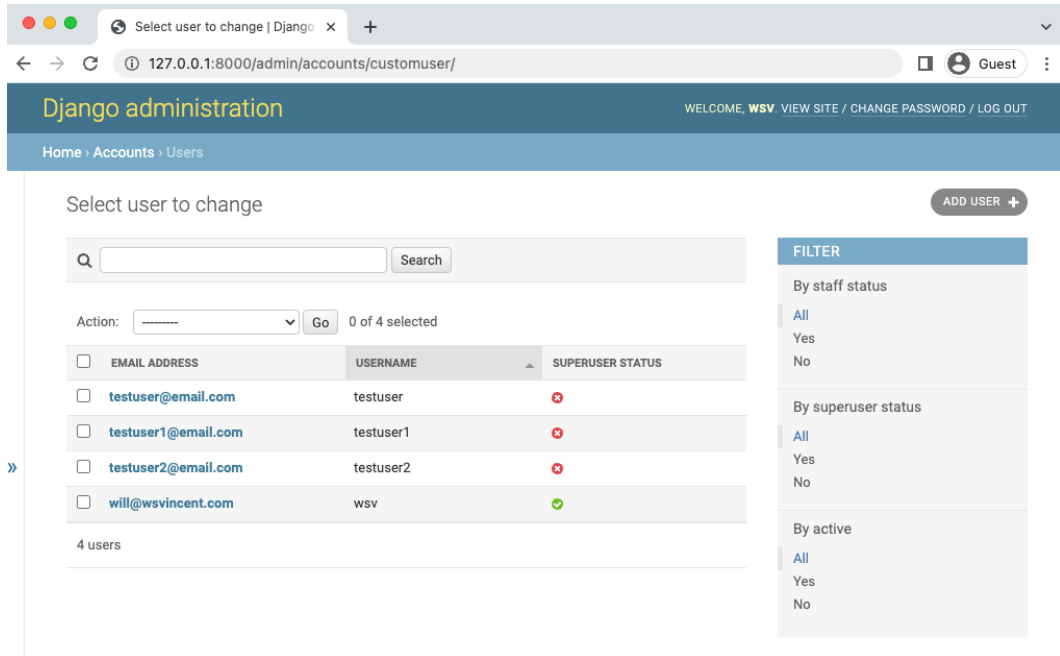 Select user to change | Django
127.0.0.1:8000/admin/accounts/customuser/
Guest
Django administration
WELCOME, WSV. VIEW SITE / CHANGE PASSWORD / LOG OUT
Home › Accounts › Users
Select user to change
ADD USER +
Search
Action: --------- Go 0 of 4 selected
EMAIL ADDRESS USERNAME SUPERUSER STATUS
testuser@email.com testuser
testuser1@email.com testuser1
testuser2@email.com testuser2
will@wsvincent.com wsv
4 users
FILTER
By staff status
All
Yes
No
By superuser status
All
Yes
No
By active
All
Yes
No